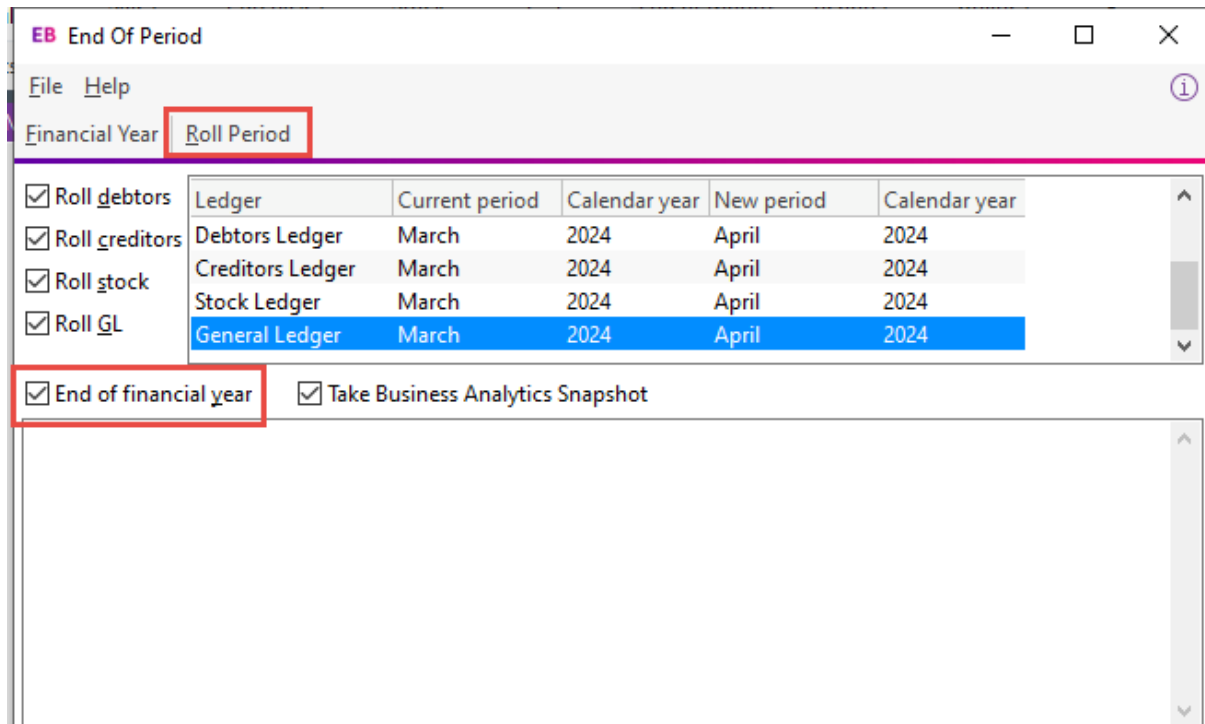 EB End Of Period
File Help
Financial Year Roll Period
Roll debtors
Roll creditors
Roll stock
Roll GL
Ledger Current period Calendar year New period Calendar year
Debtors Ledger March 2024 April 2024
Creditors Ledger March 2024 April 2024
Stock Ledger March 2024 April 2024
General Ledger March 2024 April 2024
End of financial year Take Business Analytics Snapshot